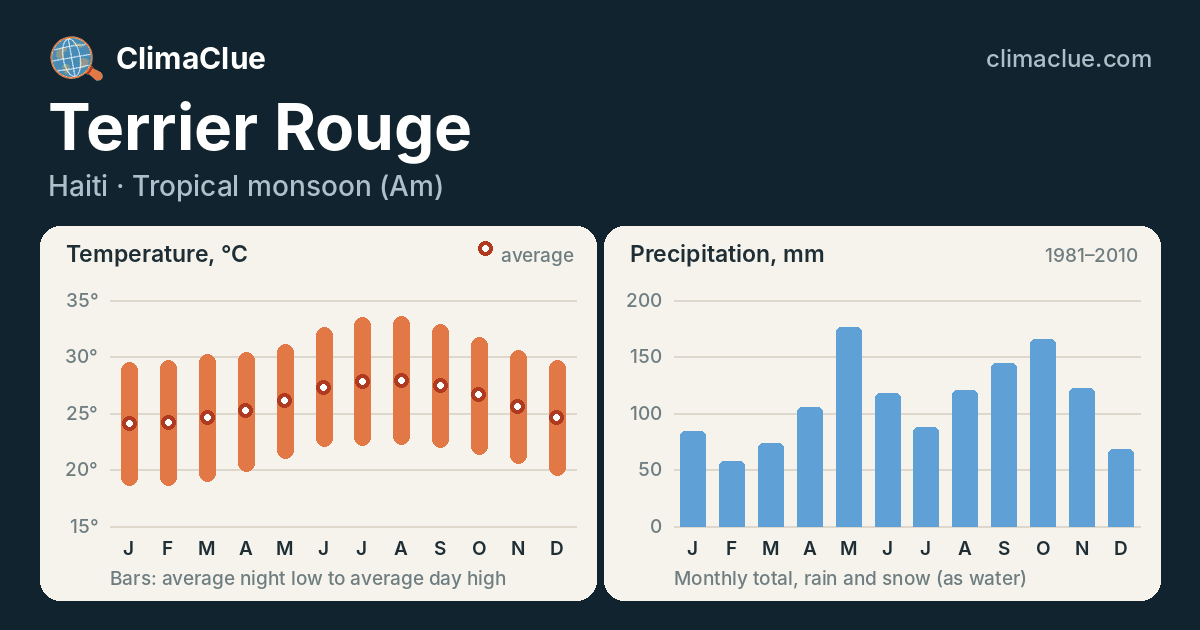 ClimaClue
climaclue.com
Terrier Rouge
Haiti · Tropical monsoon (Am)
Temperature, °C
average
35°
30°
25°
20°
15°
J F M A M J J A S O N D
Bars: average night low to average day high
Precipitation, mm
1981–2010
200
150
100
50
0
J F M A M J J A S O N D
Monthly total, rain and snow (as water)